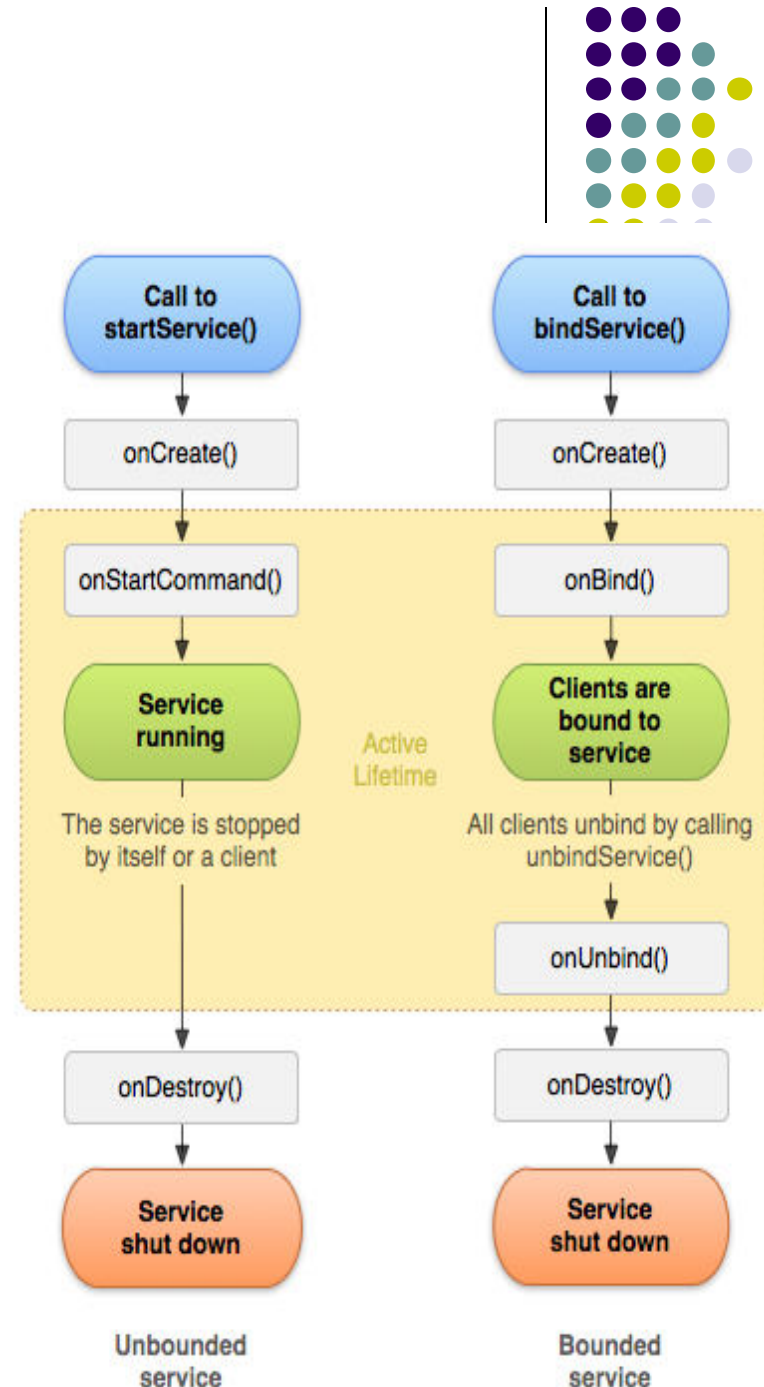 Call to
startService()
onCreate()
onStartCommand()
Service
running
The service is stopped
by itself or a client
onDestroy()
Service
shut down
Unbounded
service
Active
Lifetime
Call to
bindService()
onCreate()
onBind()
Clients are
bound to
service
All clients unbind by calling
unbindService()
onUnbind()
onDestroy()
Service
shut down
Bounded
service